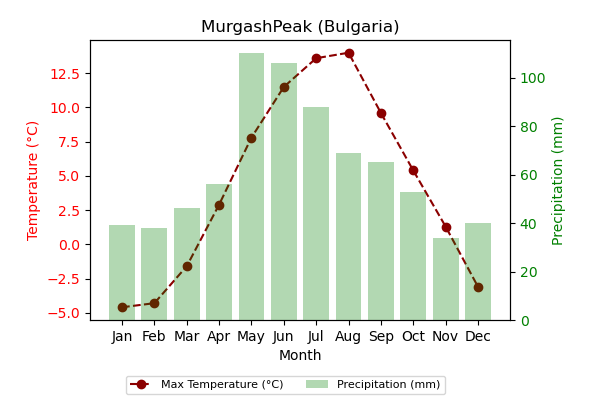 MurgashPeak (Bulgaria)
Temperature (°C)
12.5
10.0
7.5
5.0
2.5
0.0
−2.5
−5.0
Precipitation (mm)
100
80
60
40
20
0
Jan Feb Mar Apr May Jun Jul Aug Sep Oct Nov Dec
Month
Max Temperature (°C) Precipitation (mm)